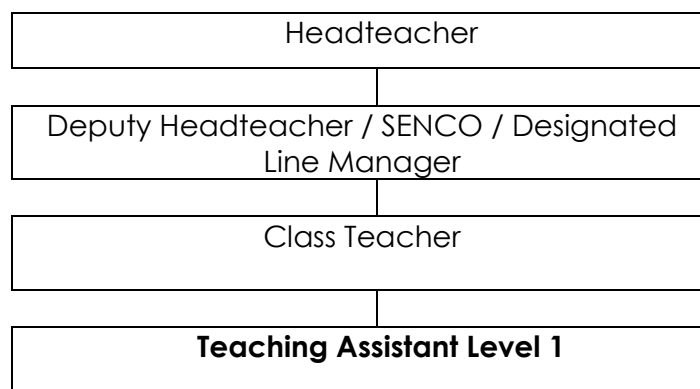 Headteacher
Deputy Headteacher / SENCO / Designated
Line Manager
Class Teacher
Teaching Assistant Level 1